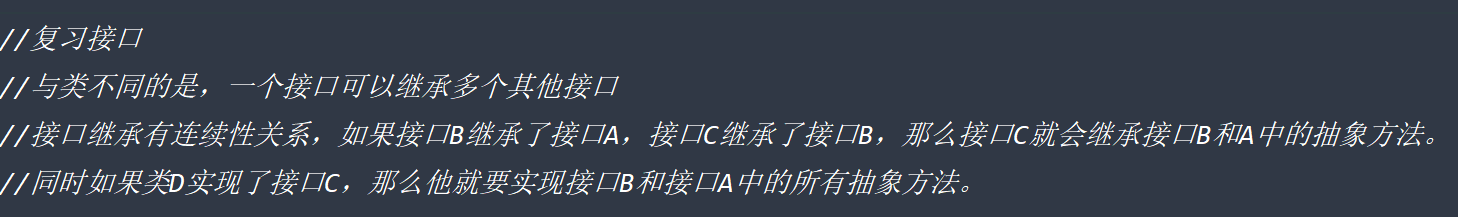 //复习接口
//与类不同的是，一个接口可以继承多个其他接口
//接口继承有连续性关系，如果接口B继承了接口A，接口C继承了接口B，那么接口C就会继承接口B和A中的抽象方法。
//同时如果类D实现了接口C，那么他就要实现接口B和接口A中的所有抽象方法。